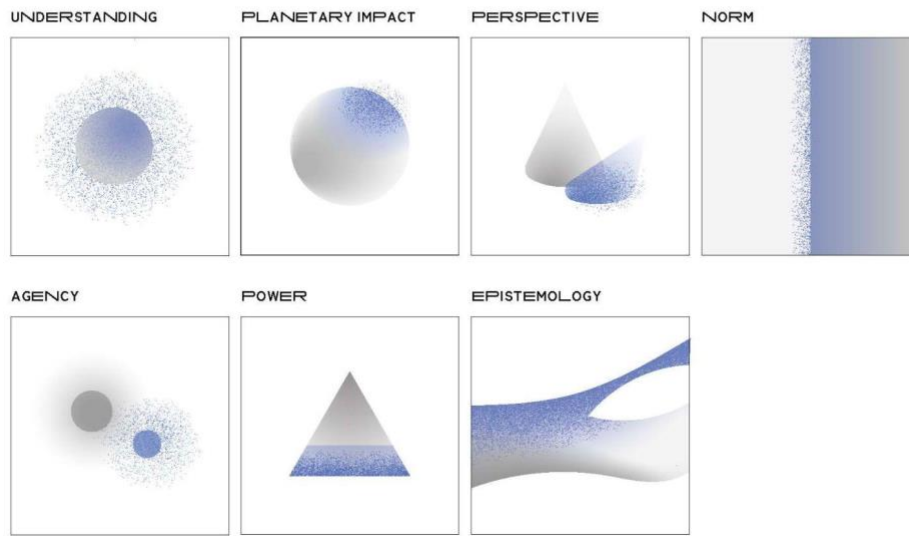 UNDERSTANDING
PLANETARY IMPACT
PERSPECTIVE
NORM
AGENCY
POWER
EPISTEMOLOGY